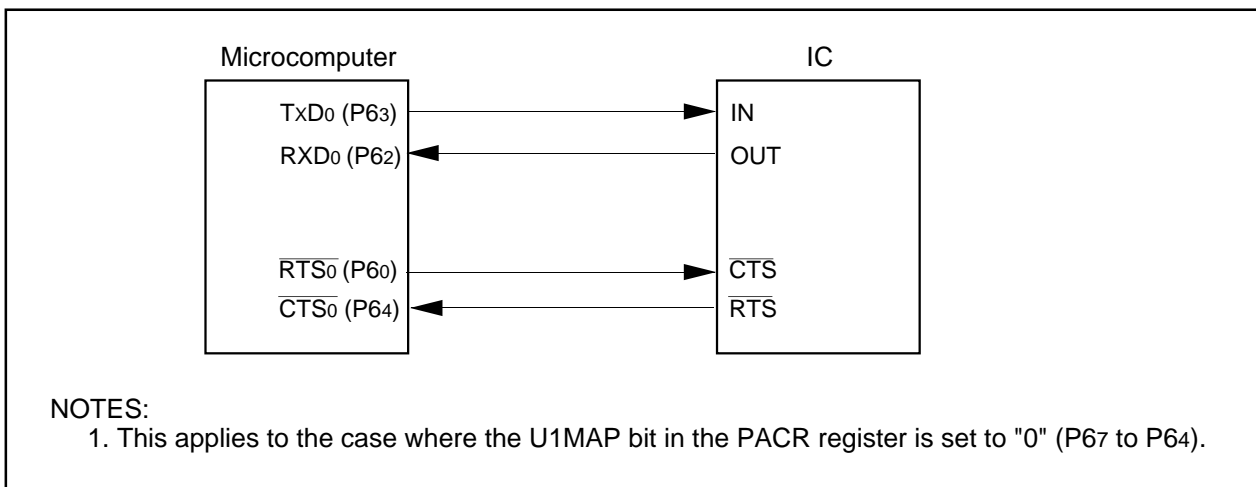 Microcomputer IC
TxD0 (P63) IN
RXD0 (P62) OUT
RTS0 (P60) CTS
CTS0 (P64) RTS
NOTES:
1. This applies to the case where the U1MAP bit in the PACR register is set to "0" (P67 to P64).